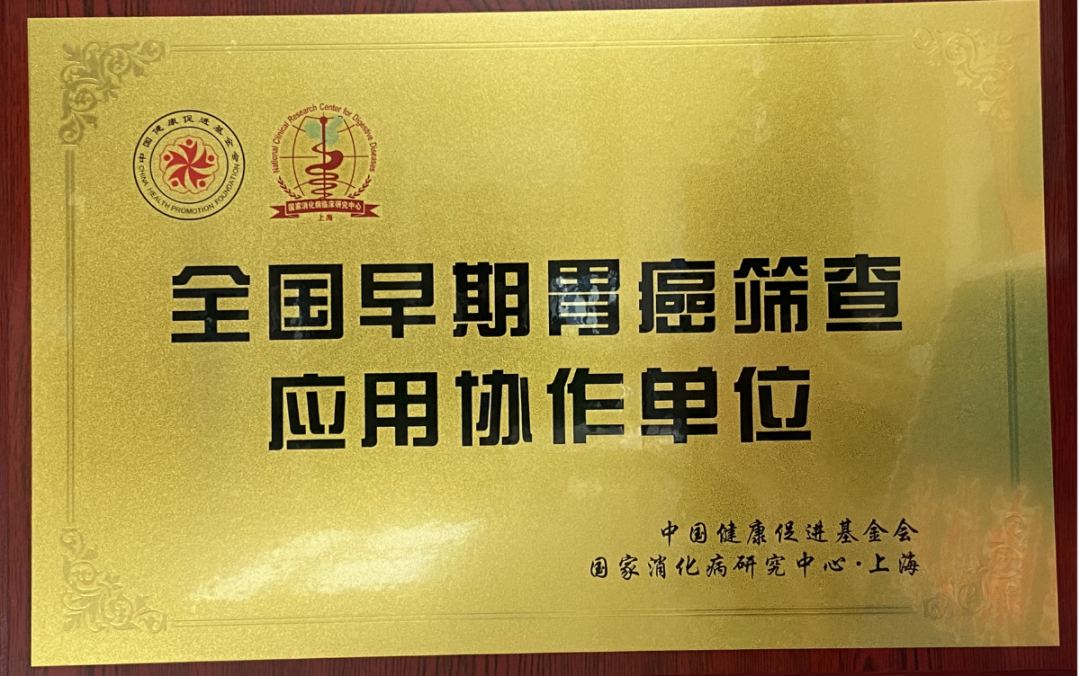 中国健康促进基金会
CHINA HEALTH PROMOTION FOUNDATION
National Clinical Research Center for Digestive Diseases
国家消化病临床研究中心
上海
全国早期胃癌筛查
应用协作单位
中国健康促进基金会
国家消化病研究中心·上海